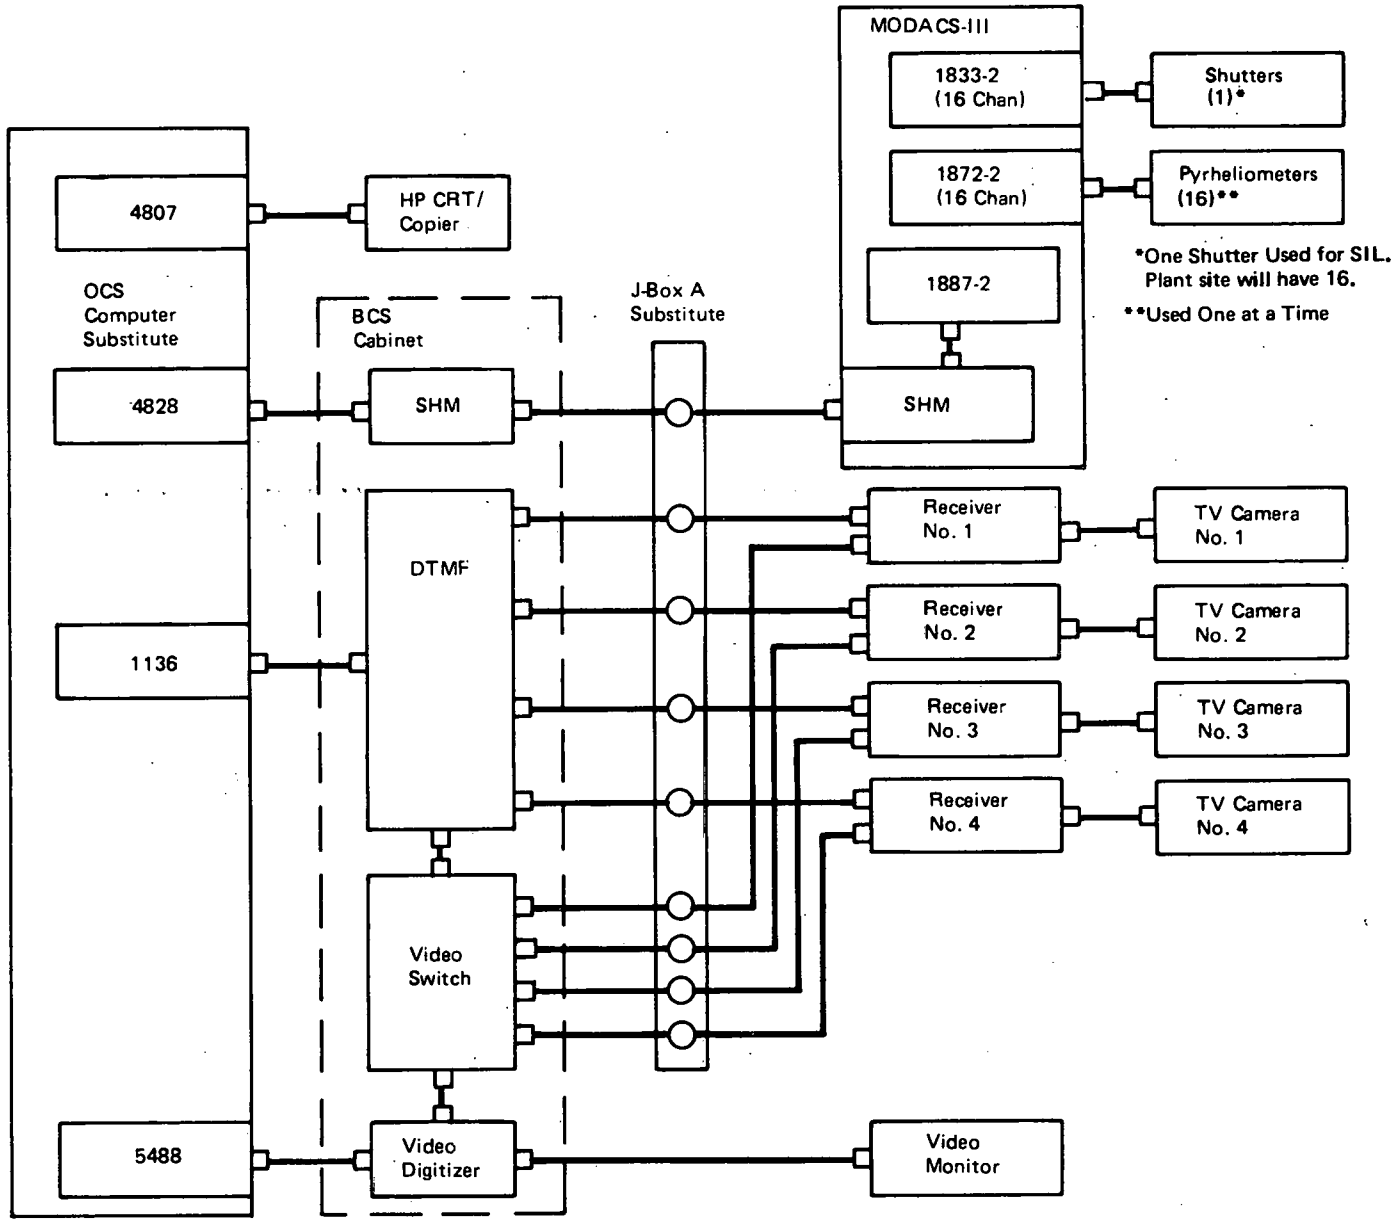 MODACS-III
1833-2
(16 Chan)
Shutters
(1)*
1872-2
(16 Chan)
Pyrheliometers
(16)**
4807
HP CRT/
Copier
*One Shutter Used for SIL.
Plant site will have 16.
**Used One at a Time
1887-2
OCS
Computer
Substitute
BCS
Cabinet
J-Box A
Substitute
4828
SHM
SHM
DTMF
Receiver
No. 1
TV Camera
No. 1
Receiver
No. 2
TV Camera
No. 2
1136
Receiver
No. 3
TV Camera
No. 3
Receiver
No. 4
TV Camera
No. 4
Video
Switch
5488
Video
Digitizer
Video
Monitor